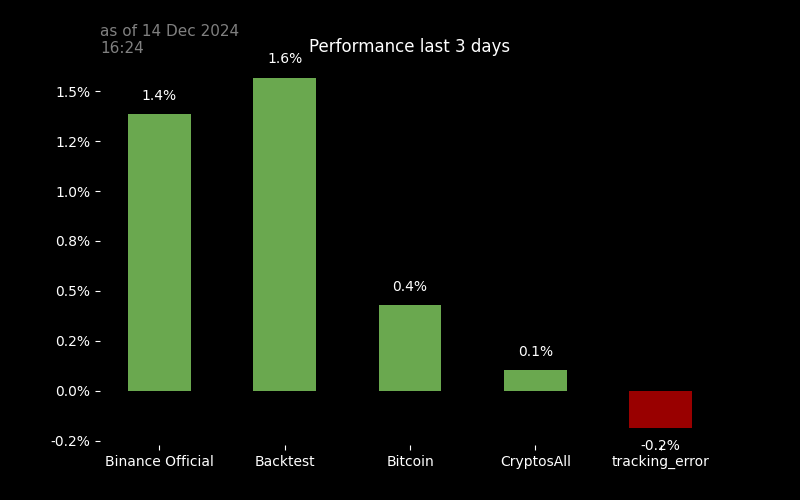 as of 14 Dec 2024
16:24
Performance last 3 days
1.6%
1.5%
1.4%
1.2%
1.0%
0.8%
0.5%
0.4%
0.2%
0.1%
0.0%
-0.2%
-0.2%
Binance Official
Backtest
Bitcoin
CryptosAll
tracking_error